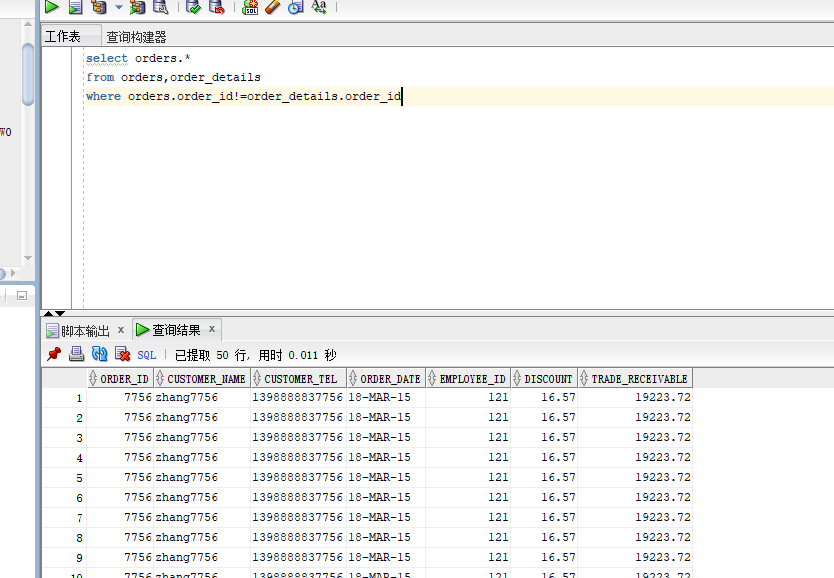 工作表 查询构建器
select orders.*
from orders,order_details
where orders.order_id!=order_details.order_id
WO
脚本输出 x 查询结果 x
SQL 已提取 50 行, 用时 0.011 秒
ORDER_ID CUSTOMER_NAME CUSTOMER_TEL ORDER_DATE EMPLOYEE_ID DISCOUNT TRADE_RECEIVABLE
1 7756 zhang7756 1398888837756 18-MAR-15 121 16.57 19223.72
2 7756 zhang7756 1398888837756 18-MAR-15 121 16.57 19223.72
3 7756 zhang7756 1398888837756 18-MAR-15 121 16.57 19223.72
4 7756 zhang7756 1398888837756 18-MAR-15 121 16.57 19223.72
5 7756 zhang7756 1398888837756 18-MAR-15 121 16.57 19223.72
6 7756 zhang7756 1398888837756 18-MAR-15 121 16.57 19223.72
7 7756 zhang7756 1398888837756 18-MAR-15 121 16.57 19223.72
8 7756 zhang7756 1398888837756 18-MAR-15 121 16.57 19223.72
9 7756 zhang7756 1398888837756 18-MAR-15 121 16.57 19223.72
10 7756 zhang7756 1398888837756 18-MAR-15 121 16.57 19223.72